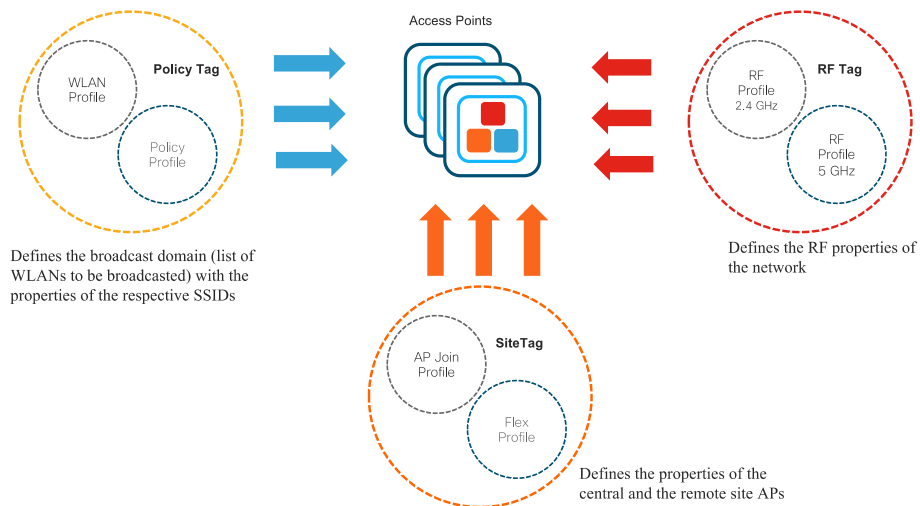 Access Points
Policy Tag
WLAN
Profile
Policy
Profile
Defines the broadcast domain (list of
WLANs to be broadcasted) with the
properties of the respective SSIDs
RF Tag
RF
Profile
2.4 GHz
RF
Profile
5 GHz
Defines the RF properties of
the network
SiteTag
AP Join
Profile
Flex
Profile
Defines the properties of the
central and the remote site APs